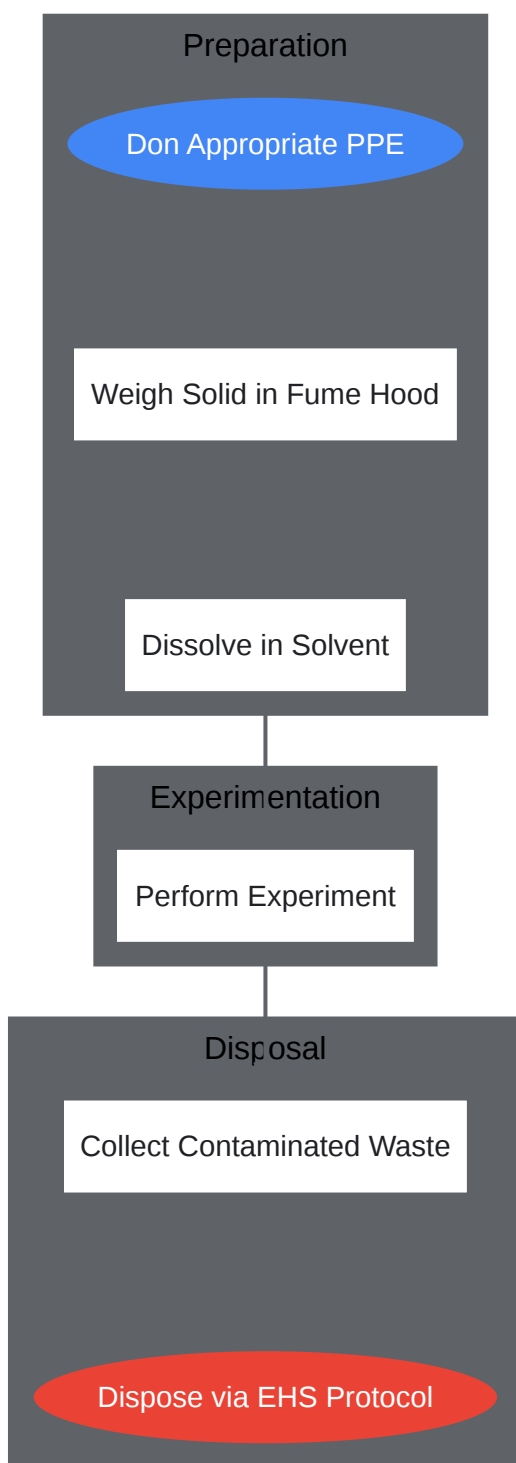 Preparation
Don Appropriate PPE
Weigh Solid in Fume Hood
Dissolve in Solvent
Experimentation
Perform Experiment
Disposal
Collect Contaminated Waste
Dispose via EHS Protocol